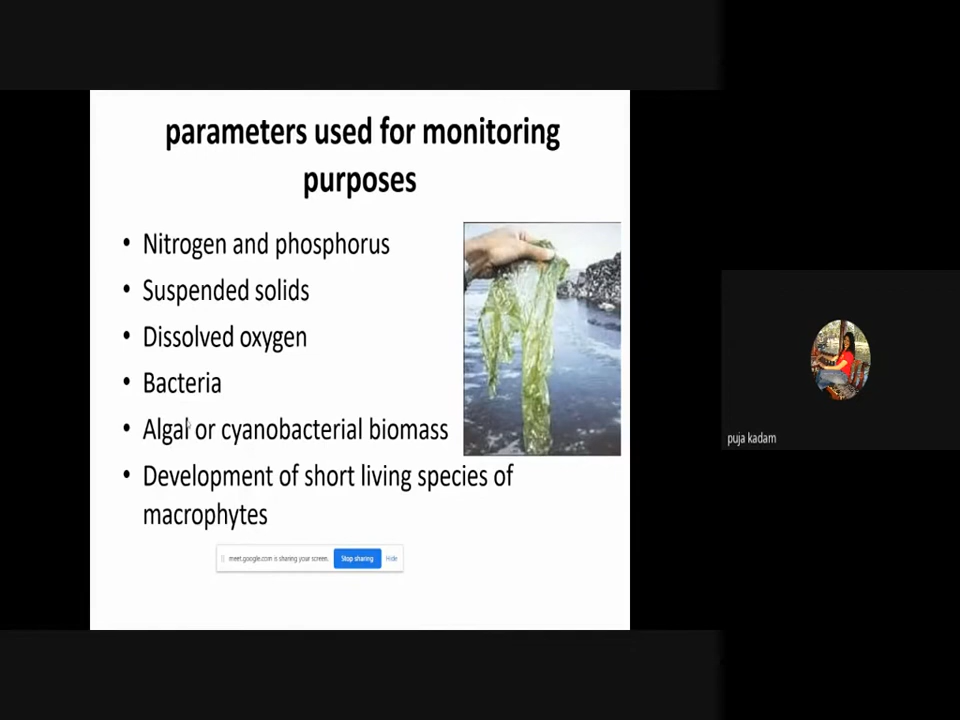 parameters used for monitoring
purposes
• Nitrogen and phosphorus
• Suspended solids
• Dissolved oxygen
• Bacteria
• Algal or cyanobacterial biomass
• Development of short living species of
macrophytes
meet.google.com is sharing your screen. Stop sharing Hide
puja kadam